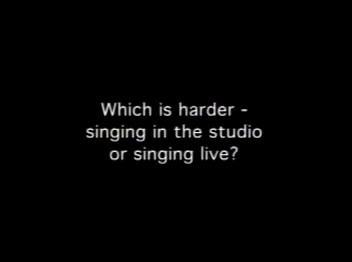 Which is harder -
singing in the studio
or singing live?